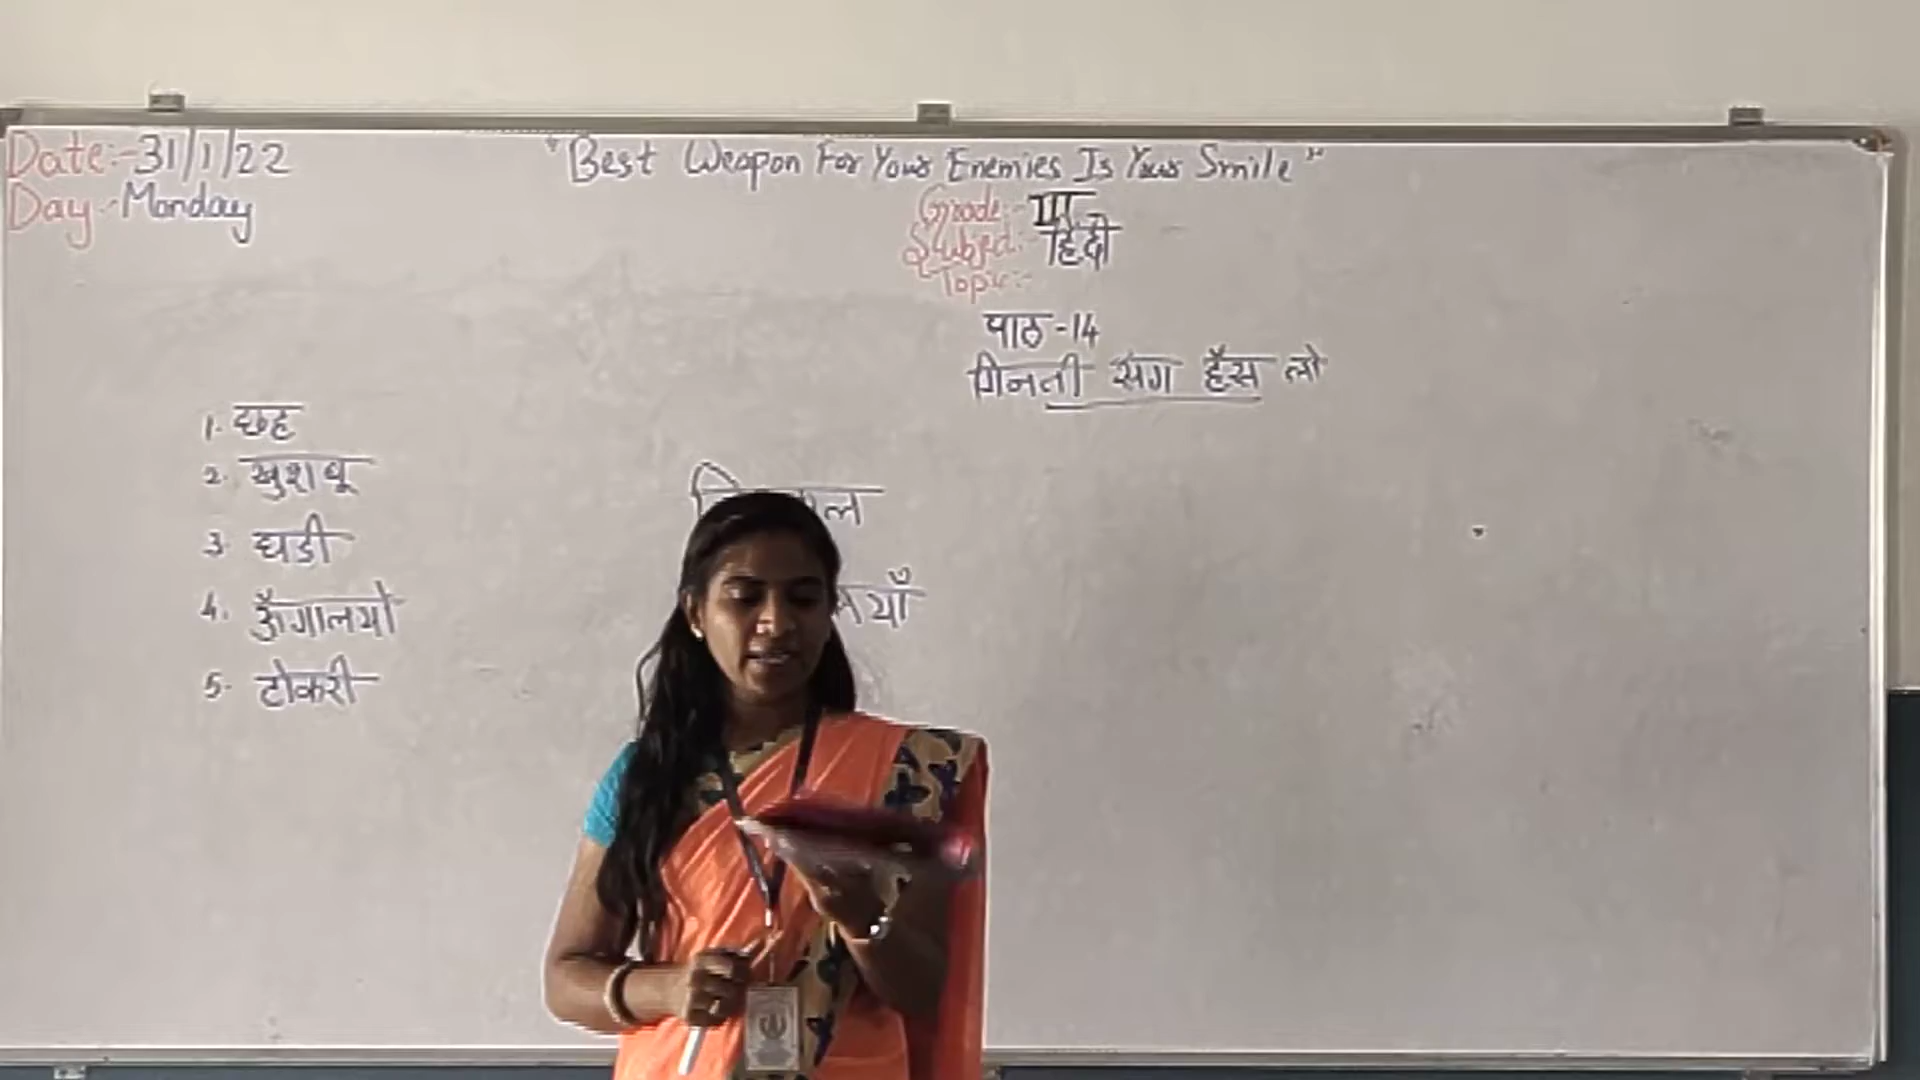 Date:-31/1/22
Day:-Monday
"Best Weapon For Your Enemies Is Your Smile"
Grade:-III
Subject:-हिंदी
Topic:-
पाठ-14
गिनती संग हँस लो
1. छह
2. खुशबू
3. घडी
4. अँगालयो
5. टोकरी